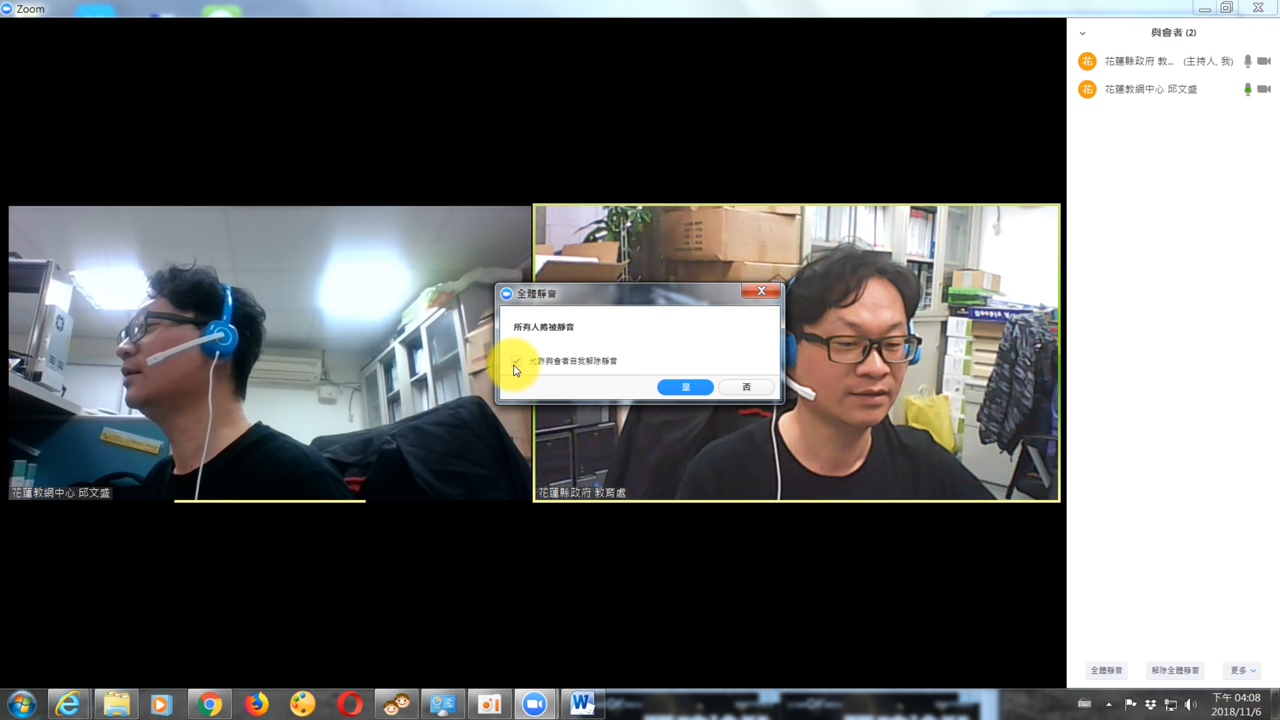 Zoom
與會者 (2)
花 花蓮縣政府 教... (主持人, 我)
花 花蓮教網中心 邱文盛
全體靜音
所有人將被靜音
允許與會者自我解除靜音
是 否
花蓮教網中心 邱文盛
花蓮縣政府 教育處
全體靜音 解除全體靜音 更多
下午 04:08
2018/11/6